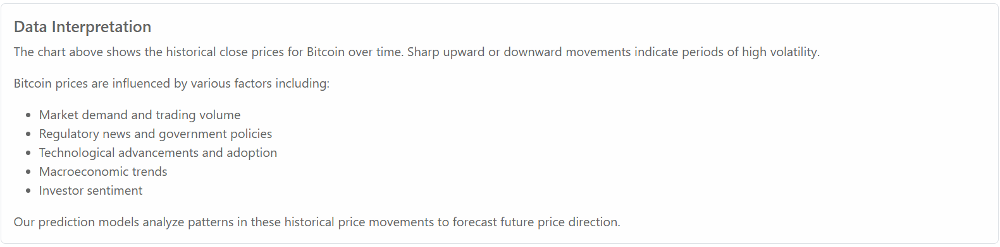 Data Interpretation
The chart above shows the historical close prices for Bitcoin over time. Sharp upward or downward movements indicate periods of high volatility.
Bitcoin prices are influenced by various factors including:
• Market demand and trading volume
• Regulatory news and government policies
• Technological advancements and adoption
• Macroeconomic trends
• Investor sentiment
Our prediction models analyze patterns in these historical price movements to forecast future price direction.